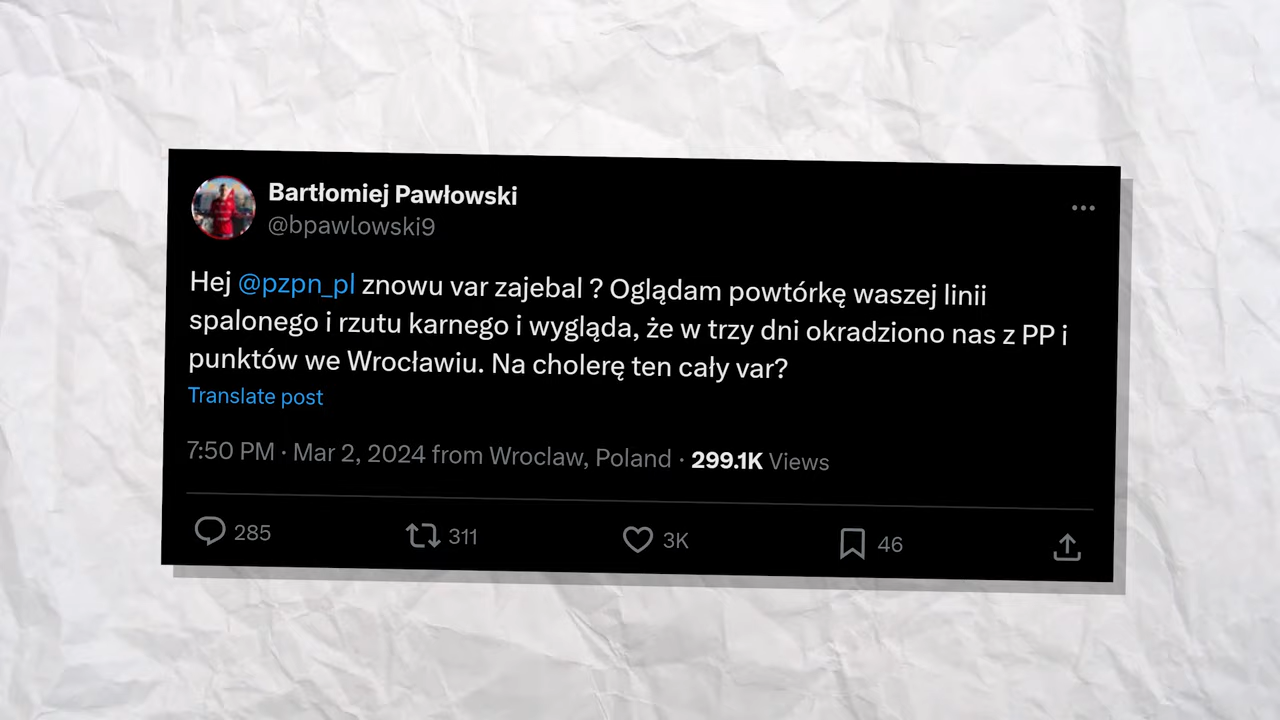 Bartłomiej Pawłowski
@bpawlowski9
Hej @pzpn_pl znowu var zajebal ? Oglądam powtórkę waszej linii
spalonego i rzutu karnego i wygląda, że w trzy dni okradziono nas z PP i
punktów we Wrocławiu. Na cholerę ten cały var?
Translate post
7:50 PM · Mar 2, 2024 from Wroclaw, Poland · 299.1K Views
285 311 3K 46